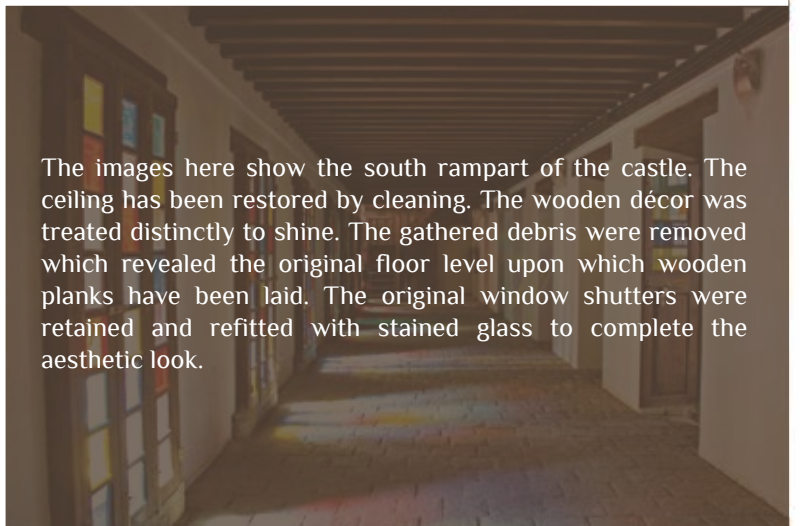 The images here show the south rampart of the castle. The
ceiling has been restored by cleaning. The wooden décor was
treated distinctly to shine. The gathered debris were removed
which revealed the original floor level upon which wooden
planks have been laid. The original window shutters were
retained and refitted with stained glass to complete the
aesthetic look.